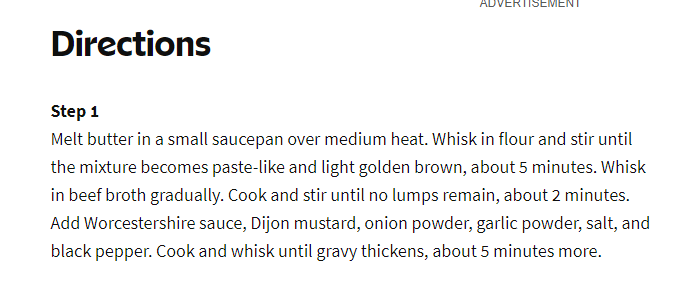 ADVERTISEMENT
Directions
Step 1
Melt butter in a small saucepan over medium heat. Whisk in flour and stir until
the mixture becomes paste-like and light golden brown, about 5 minutes. Whisk
in beef broth gradually. Cook and stir until no lumps remain, about 2 minutes.
Add Worcestershire sauce, Dijon mustard, onion powder, garlic powder, salt, and
black pepper. Cook and whisk until gravy thickens, about 5 minutes more.